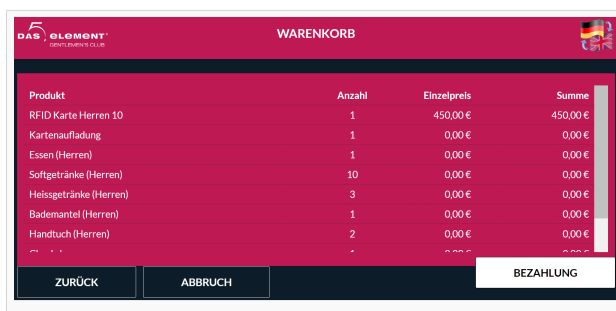 5
DAS ELEMENT
GENTLEMEN'S CLUB
WARENKORB
Produkt Anzahl Einzelpreis Summe
RFID Karte Herren 10 1 450,00 € 450,00 €
Kartenaufladung 1 0,00 € 0,00 €
Essen (Herren) 1 0,00 € 0,00 €
Softgetränke (Herren) 10 0,00 € 0,00 €
Heissgetränke (Herren) 3 0,00 € 0,00 €
Bademantel (Herren) 1 0,00 € 0,00 €
Handtuch (Herren) 2 0,00 € 0,00 €
ZURÜCK ABBRUCH BEZAHLUNG